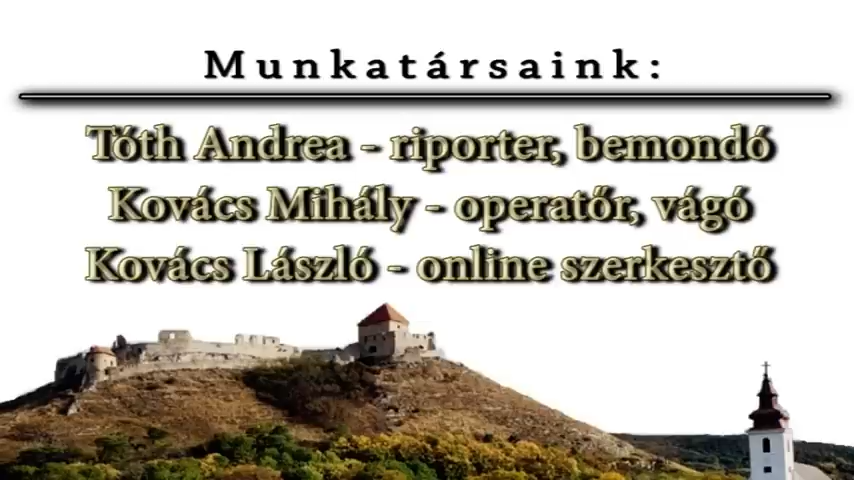 Munkatársaink:
Tóth Andrea - riporter, bemondó
Kovács Mihály - operatőr, vágó
Kovács László - online szerkesztő